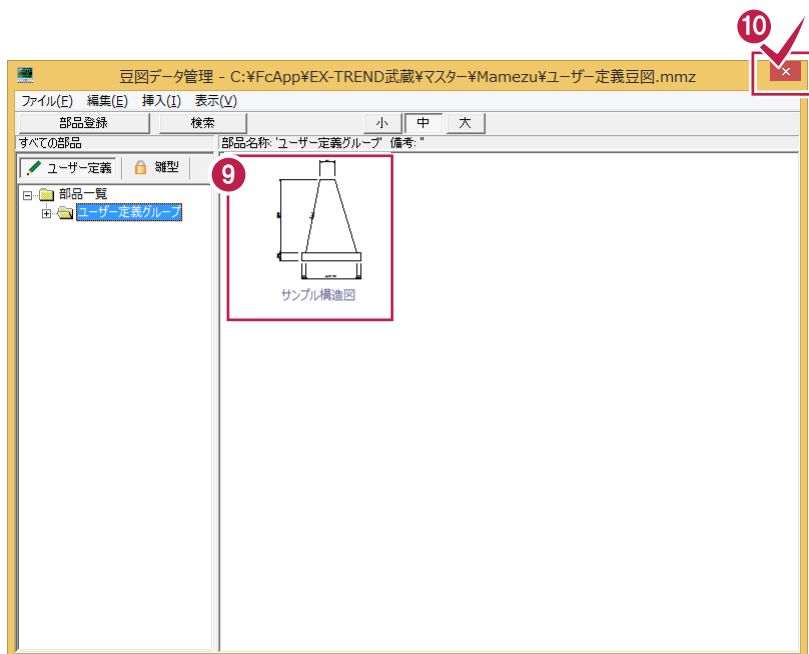 10
豆図データ管理 - C:¥FcApp¥EX-TREND武蔵¥マスター¥Mamezu¥ユーザー定義豆図.mmz
ファイル(F) 編集(E) 挿入(I) 表示(V)
部品登録 検索 小 中 大
すべての部品 部品名称: 'ユーザー定義グループ' 備考: ''
ユーザー定義 雛型
9
部品一覧
ユーザー定義グループ
サンプル構造図